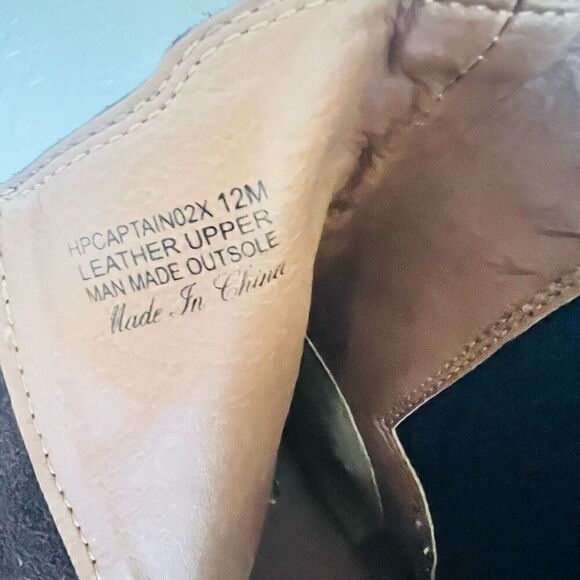 HPCAPTAIN02X 12M
LEATHER UPPER
MAN MADE OUTSOLE
Made In China